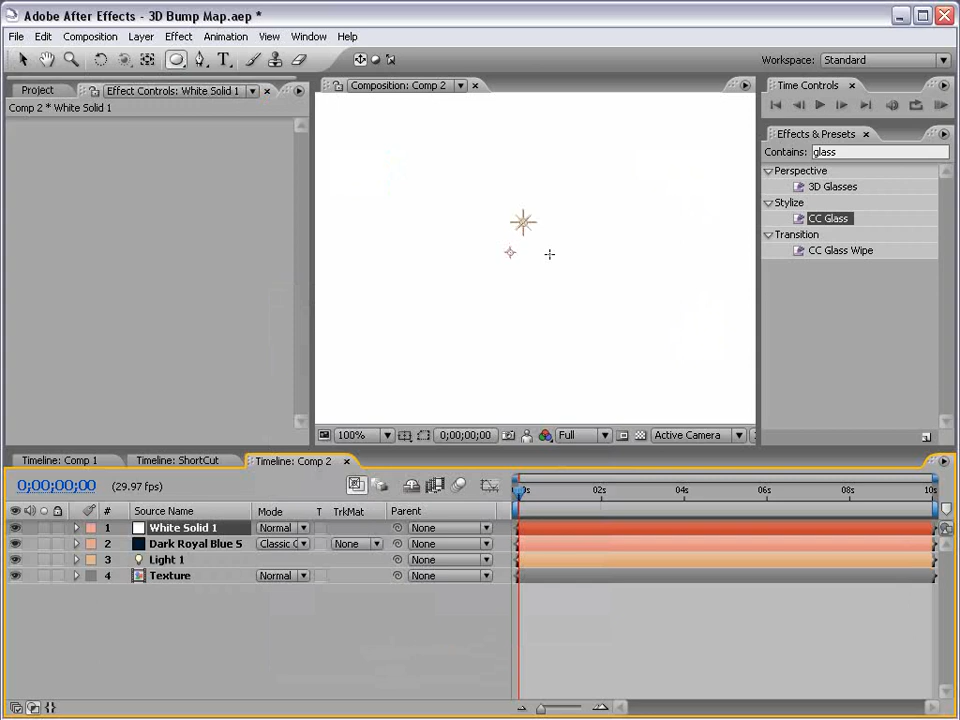 Adobe After Effects - 3D Bump Map.aep *
File Edit Composition Layer Effect Animation View Window Help
Workspace: Standard
Project Effect Controls: White Solid 1
Comp 2 * White Solid 1
Composition: Comp 2
Time Controls
Effects & Presets
Contains: glass
Perspective
3D Glasses
Stylize
CC Glass
Transition
CC Glass Wipe
100% 0;00;00;00 Full Active Camera
Timeline: Comp 1 Timeline: ShortCut Timeline: Comp 2
0;00;00;00 (29.97 fps)
02s 04s 06s 08s 10s
# Source Name Mode T TrkMat Parent
1 White Solid 1 Normal None
2 Dark Royal Blue S Classic C None None
3 Light 1 None
4 Texture Normal None